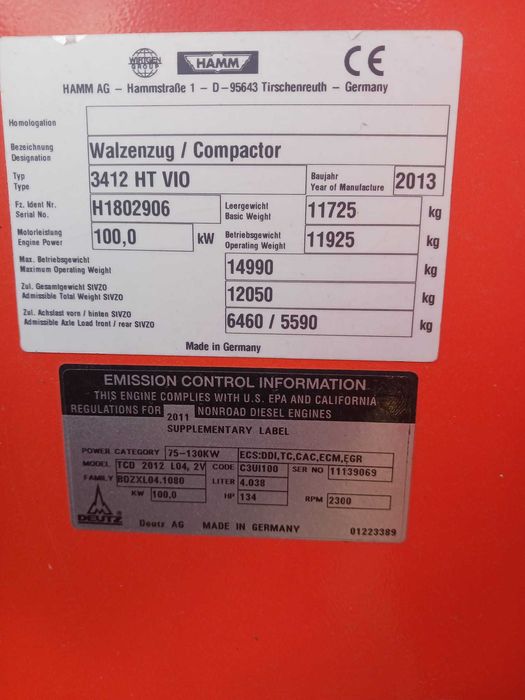 WIRTGEN GROUP
HAMM
CE
HAMM AG – Hammstraße 1 – D-95643 Tirschenreuth – Germany
Homologation
Bezeichnung
Designation
Walzenzug / Compactor
Typ
Type
3412 HT VIO
Baujahr
Year of Manufacture
2013
Fz. Ident Nr.
Serial No.
H1802906
Leergewicht
Basic Weight
11725 kg
Motorleistung
Engine Power
100,0 kW
Betriebsgewicht
Operating Weight
11925 kg
Max. Betriebsgewicht
Maximum Operating Weight
14990 kg
Zul. Gesamtgewicht StVZO
Admissible Total Weight StVZO
12050 kg
Zul. Achslast vorn / hinten StVZO
Admissible Axle Load front / rear StVZO
6460 / 5590 kg
Made in Germany
EMISSION CONTROL INFORMATION
THIS ENGINE COMPLIES WITH U.S. EPA AND CALIFORNIA
REGULATIONS FOR 2011 NONROAD DIESEL ENGINES
SUPPLEMENTARY LABEL
POWER CATEGORY 75-130KW ECS:DDI,TC,CAC,ECM,EGR
MODEL TCD 2012 L04, 2V CODE C3UI100 SER NO 11139069
FAMILY BDZXL04.1080 LITER 4.038
KW 100,0 HP 134 RPM 2300
DEUTZ Deutz AG MADE IN GERMANY 01223389